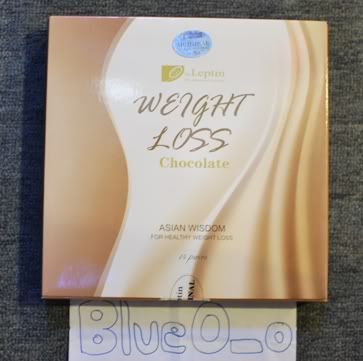 Leptin
WEIGHT
LOSS
Chocolate
ASIAN WISDOM
FOR HEALTHY WEIGHT LOSS
BlueO_o